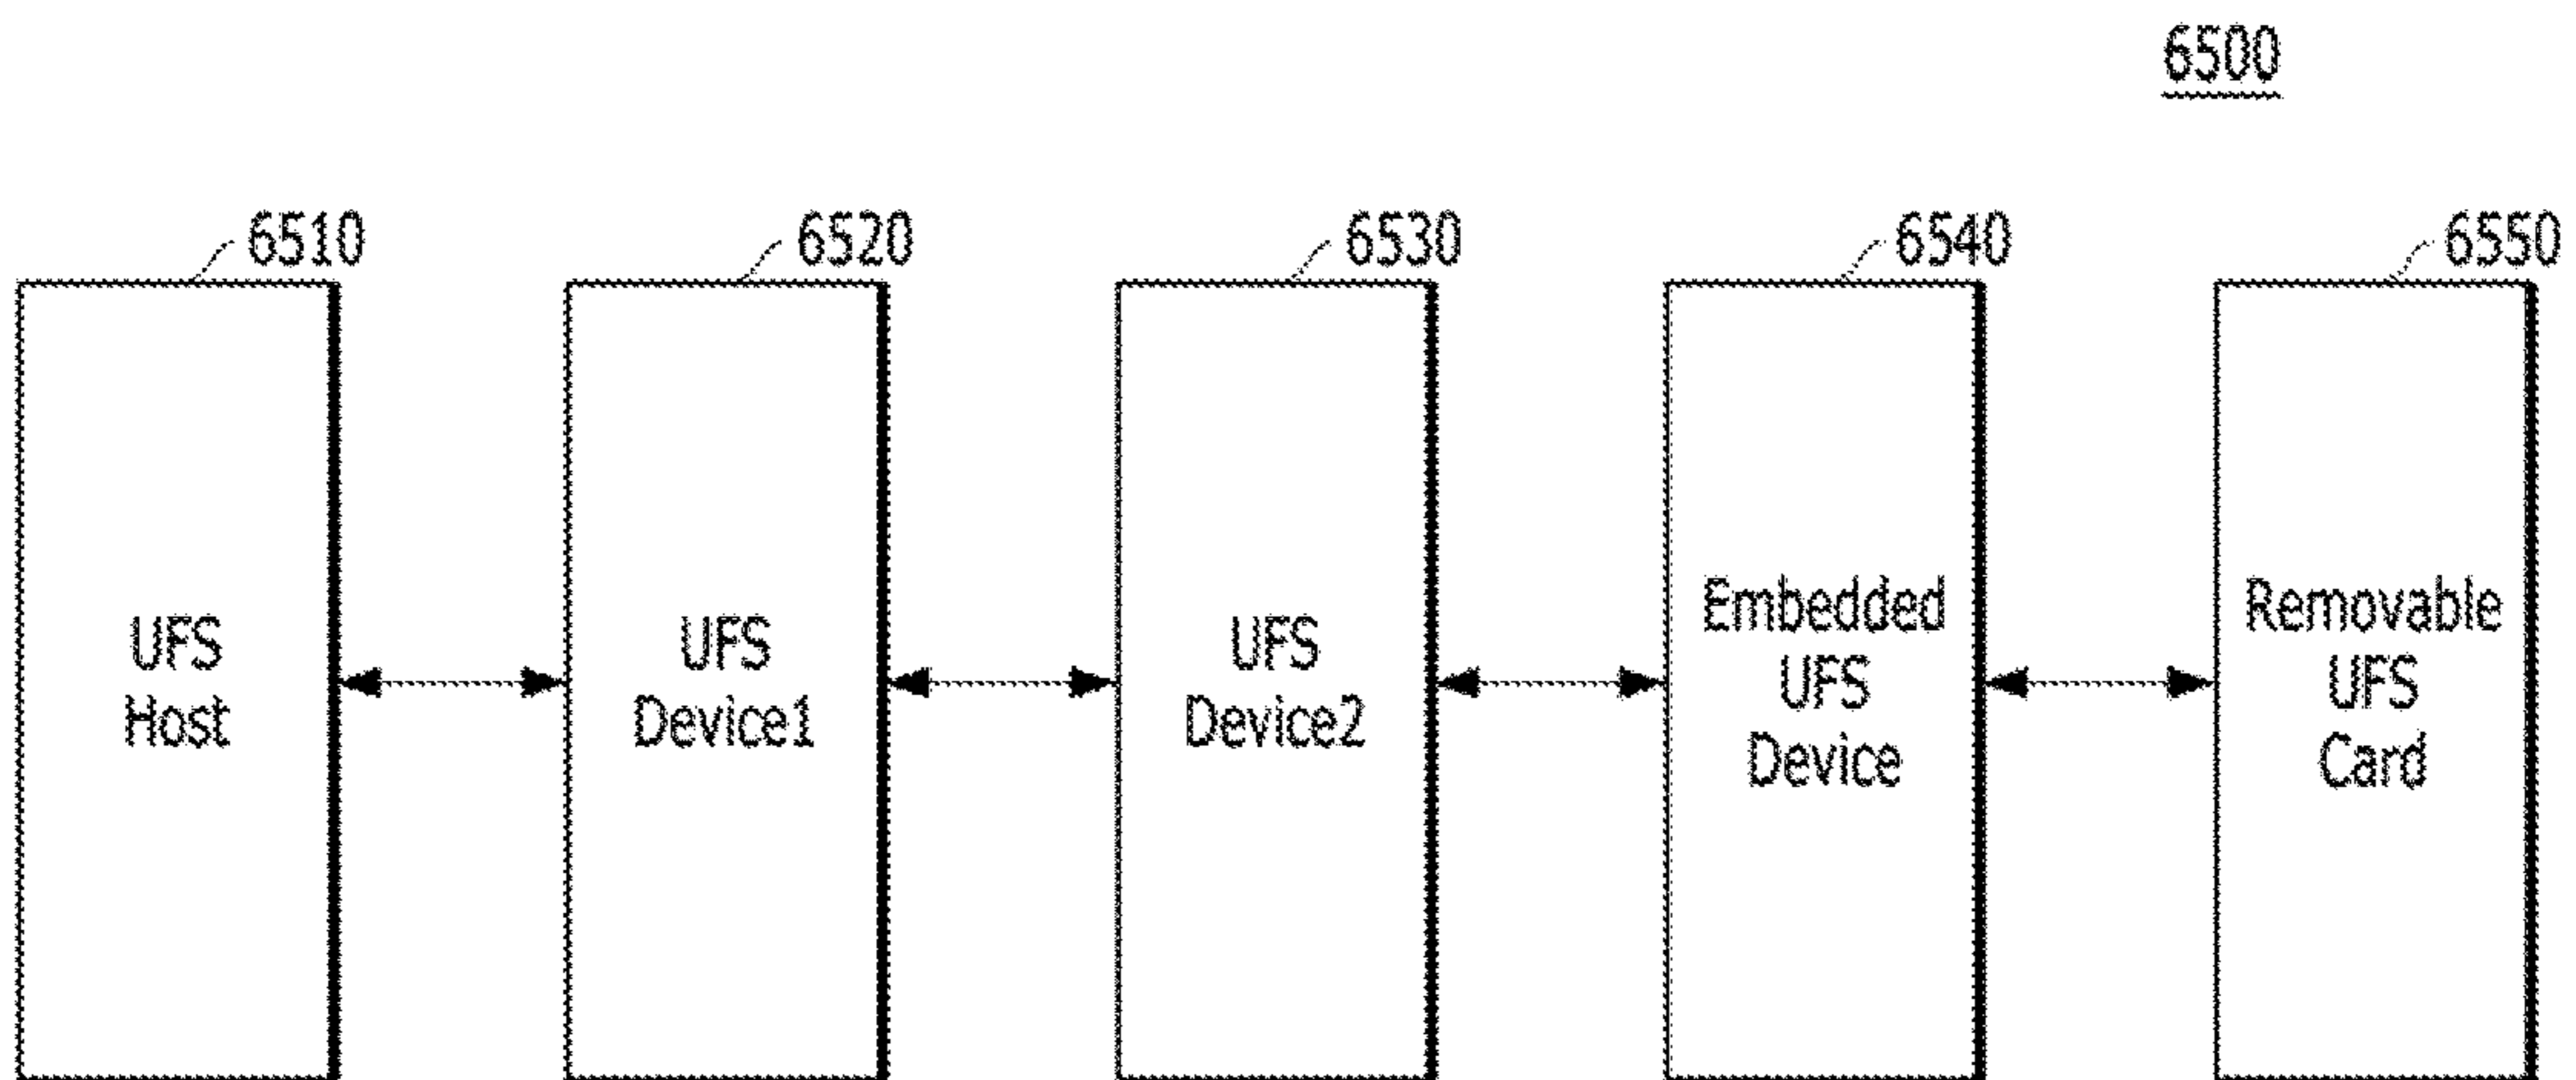 6500
6510
6520
6530
6540
6550
UFS
Host
UFS
Device1
UFS
Device2
Embedded
UFS
Device
Removable
UFS
Card